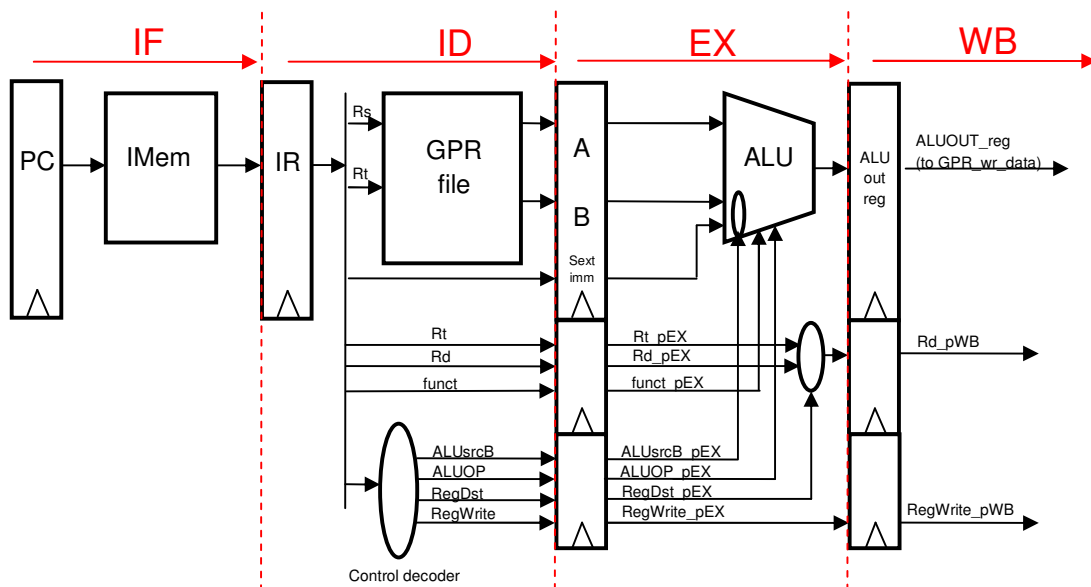 IF
ID
EX
WB
PC
IMem
IR
Rs
Rt
GPR
file
A
B
Sext
imm
ALU
ALU
out
reg
ALUOUT_reg
(to GPR_wr_data)
Rt
Rd
funct
Rt_pEX
Rd_pEX
funct_pEX
Rd_pWB
ALUsrcB
ALUOP
RegDst
RegWrite
ALUsrcB_pEX
ALUOP_pEX
RegDst_pEX
RegWrite_pEX
RegWrite_pWB
Control decoder